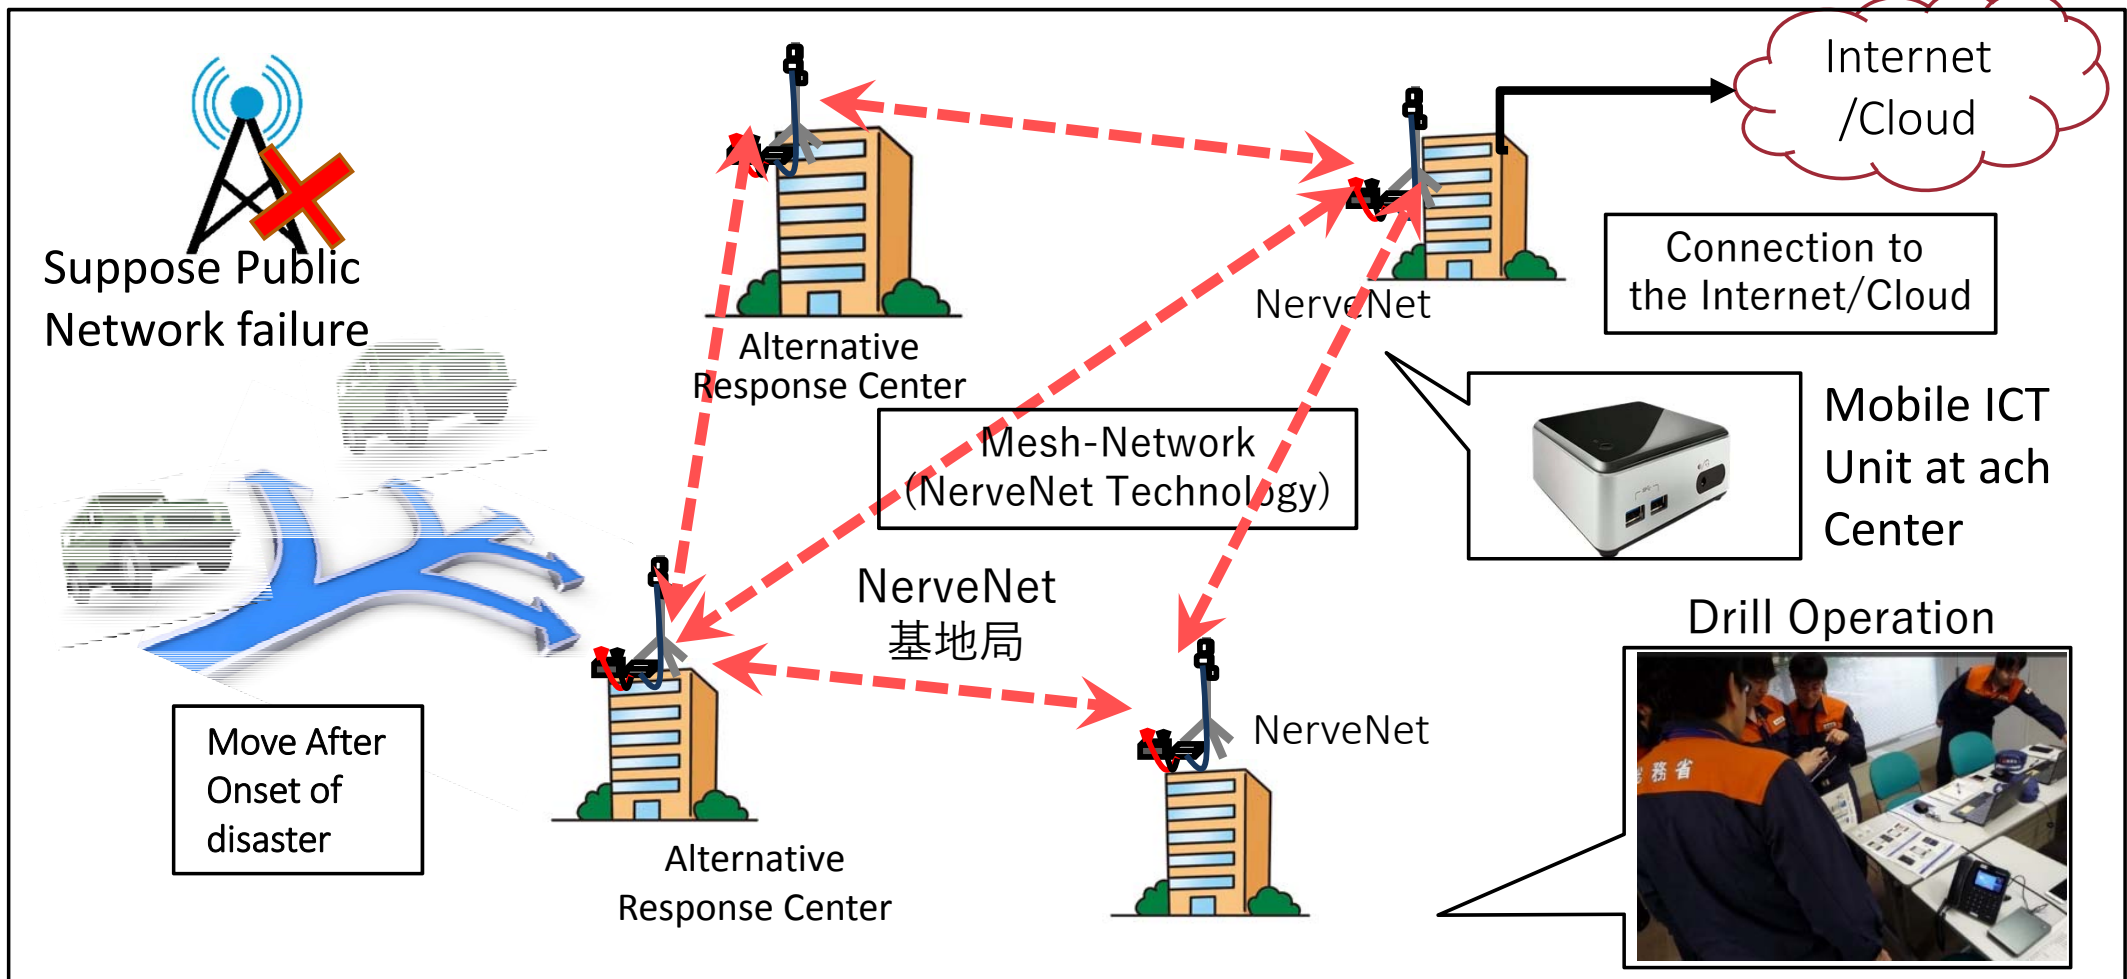 Internet
/Cloud
Suppose Public
Network failure
Connection to
the Internet/Cloud
NerveNet
Alternative
Response Center
Mesh-Network
(NerveNet Technology)
Mobile ICT
Unit at ach
Center
NerveNet
基地局
Drill Operation
NerveNet
Move After
Onset of
disaster
Alternative
Response Center
務省